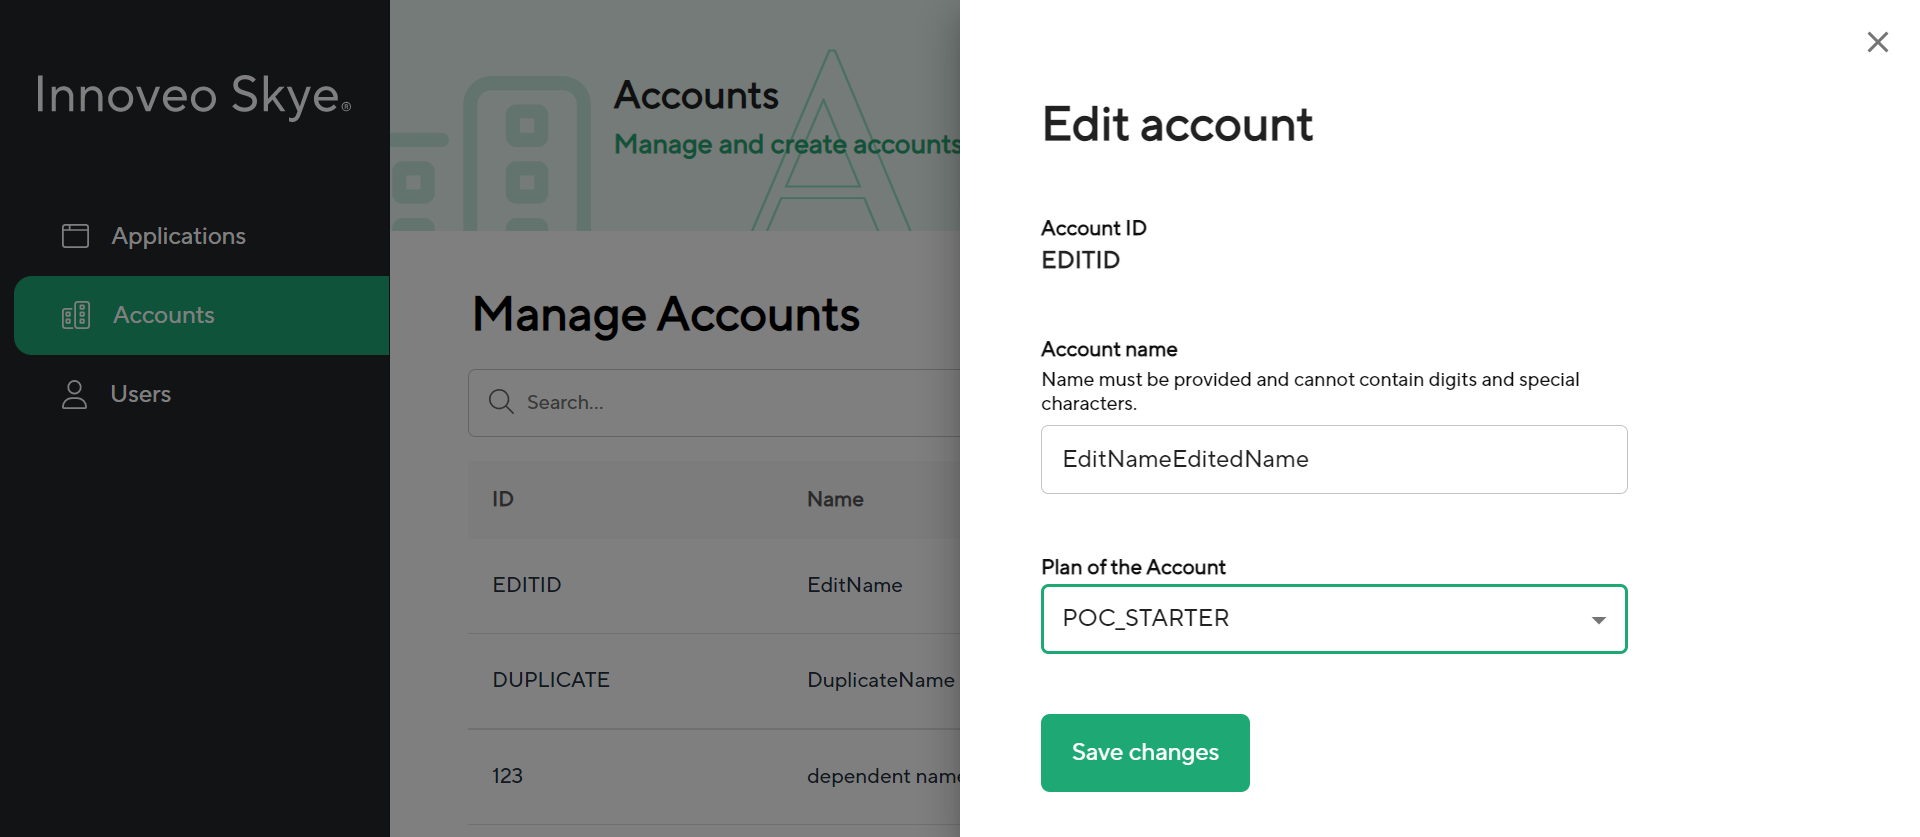 Innoveo Skye®
Applications
Accounts
Users
Accounts
Manage and create accounts
Manage Accounts
Search...
ID Name
EDITID EditName
DUPLICATE DuplicateName
123 dependent name
Edit account
Account ID
EDITID
Account name
Name must be provided and cannot contain digits and special
characters.
EditNameEditedName
Plan of the Account
POC_STARTER
Save changes